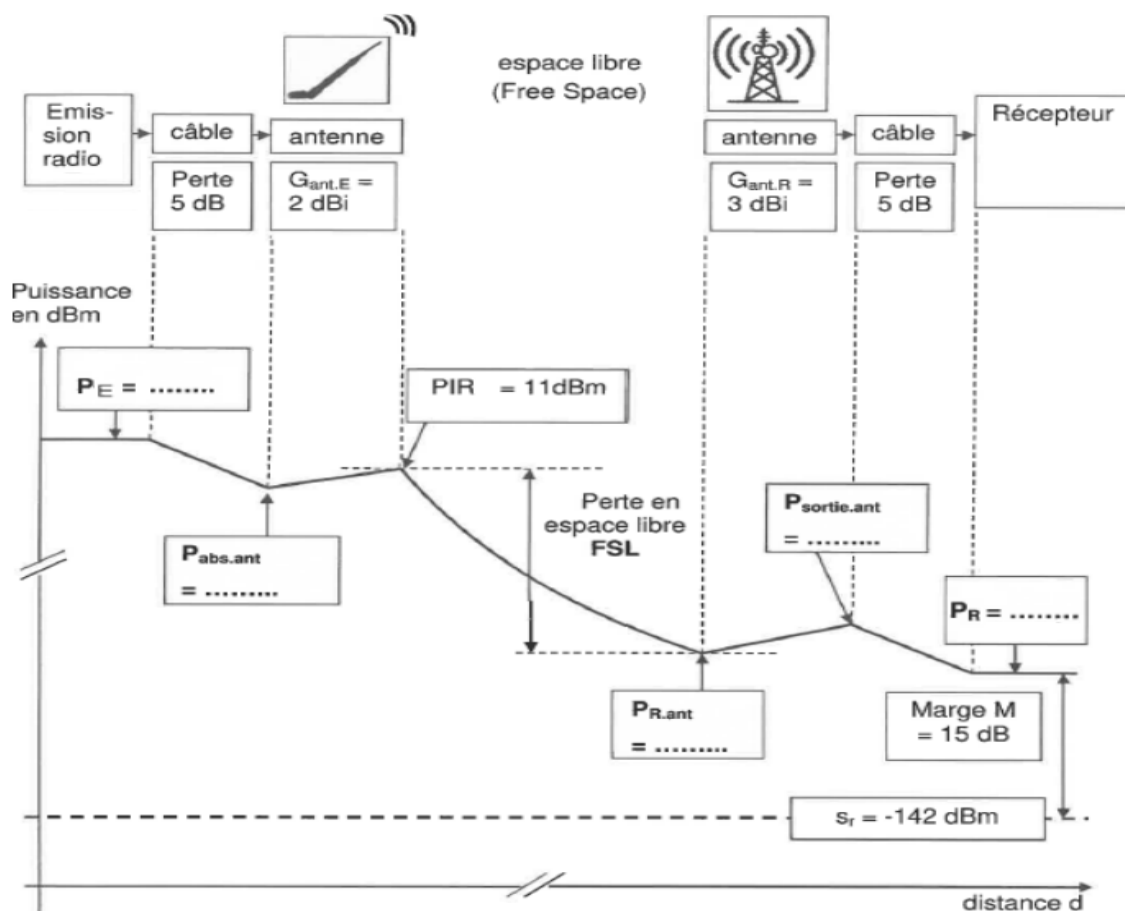 espace libre
(Free Space)
Emis-
sion
radio
câble
antenne
antenne
câble
Récepteur
Perte
5 dB
Gant.E =
2 dBi
Gant.R =
3 dBi
Perte
5 dB
Puissance
en dBm
PE = ........
PIR = 11dBm
Perte en
espace libre
FSL
Psortie.ant
= .........
Pabs.ant
= .........
PR = ........
PR.ant
= .........
Marge M
= 15 dB
sr = -142 dBm
distance d